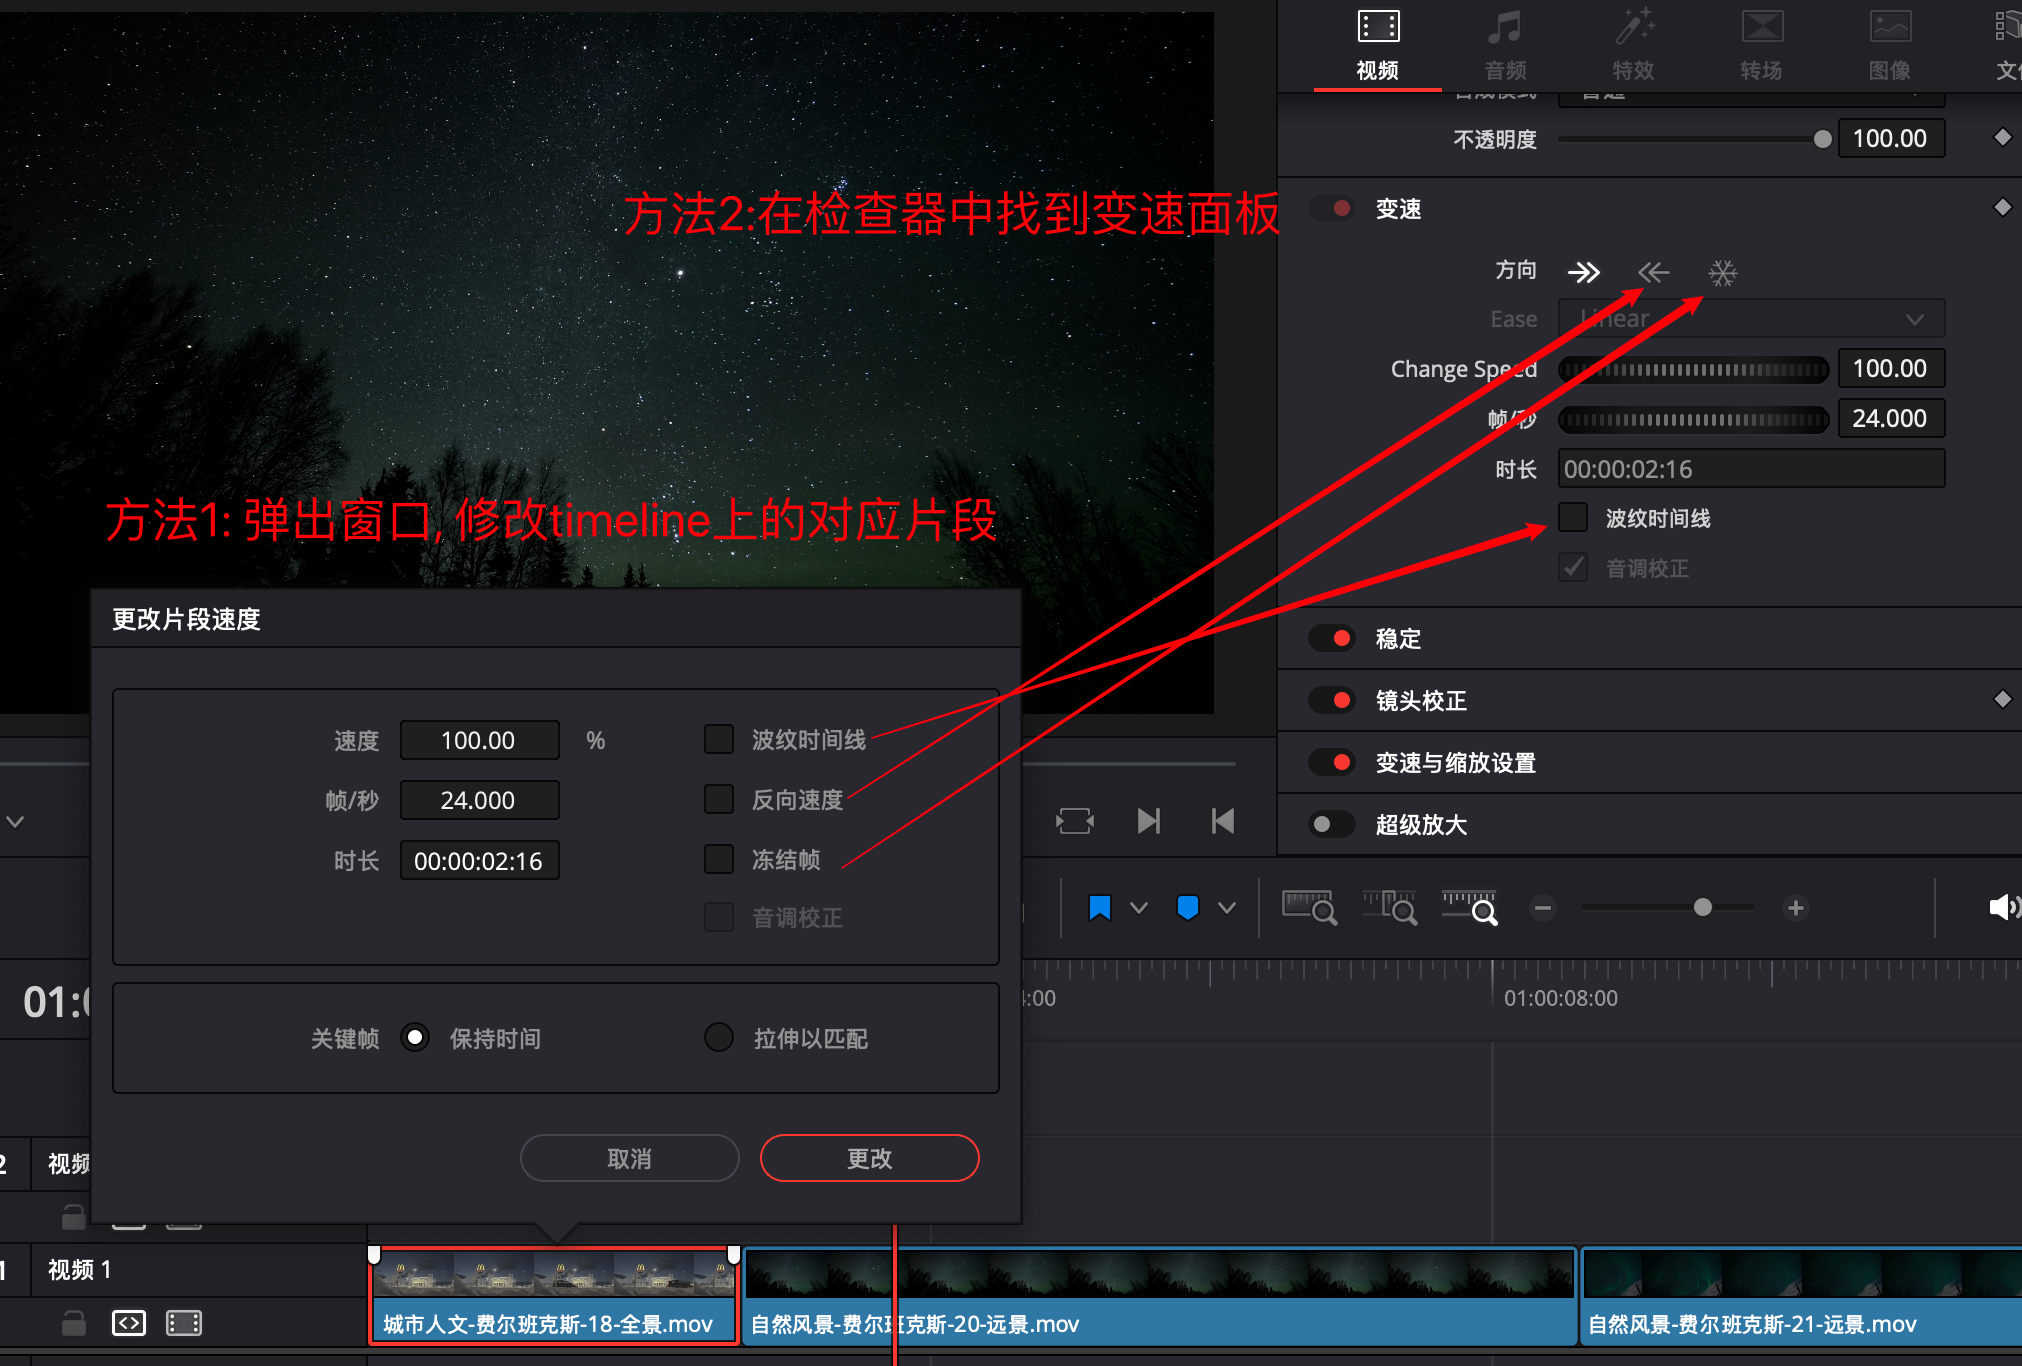 视频
音频
特效
转场
图像
合成模式
普通
不透明度
100.00
方法2:在检查器中找到变速面板
变速
方向
Ease
Linear
Change Speed
100.00
帧/秒
24.000
时长
00:00:02:16
波纹时间线
音调校正
稳定
镜头校正
变速与缩放设置
超级放大
方法1: 弹出窗口, 修改timeline上的对应片段
更改片段速度
速度
100.00
%
波纹时间线
帧/秒
24.000
反向速度
时长
00:00:02:16
冻结帧
音调校正
关键帧
保持时间
拉伸以匹配
取消
更改
01:
:00
01:00:08:00
2
视频
1
视频 1
城市人文-费尔班克斯-18-全景.mov
自然风景-费尔班克斯-20-远景.mov
自然风景-费尔班克斯-21-远景.mov